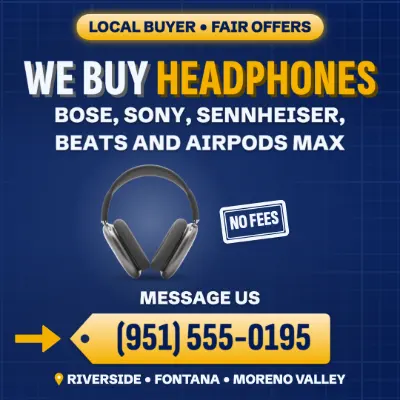 LOCAL BUYER • FAIR OFFERS
WE BUY HEADPHONES
BOSE, SONY, SENNHEISER,
BEATS AND AIRPODS MAX
NO FEES
MESSAGE US
(951) 555-0195
RIVERSIDE • FONTANA • MORENO VALLEY